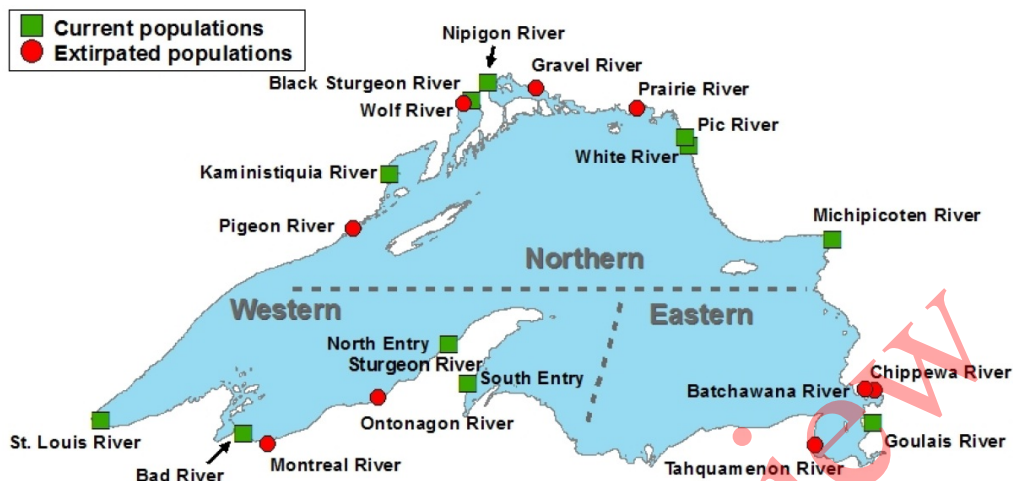 Current populations
Extirpated populations
Nipigon River
Gravel River
Black Sturgeon River
Prairie River
Wolf River
Pic River
White River
Kaministiquia River
Michipicoten River
Pigeon River
Northern
Western
Eastern
North Entry
Sturgeon River
South Entry
Chippewa River
Batchawana River
Ontonagon River
St. Louis River
Goulais River
Montreal River
Tahquamenon River
Bad River
iew